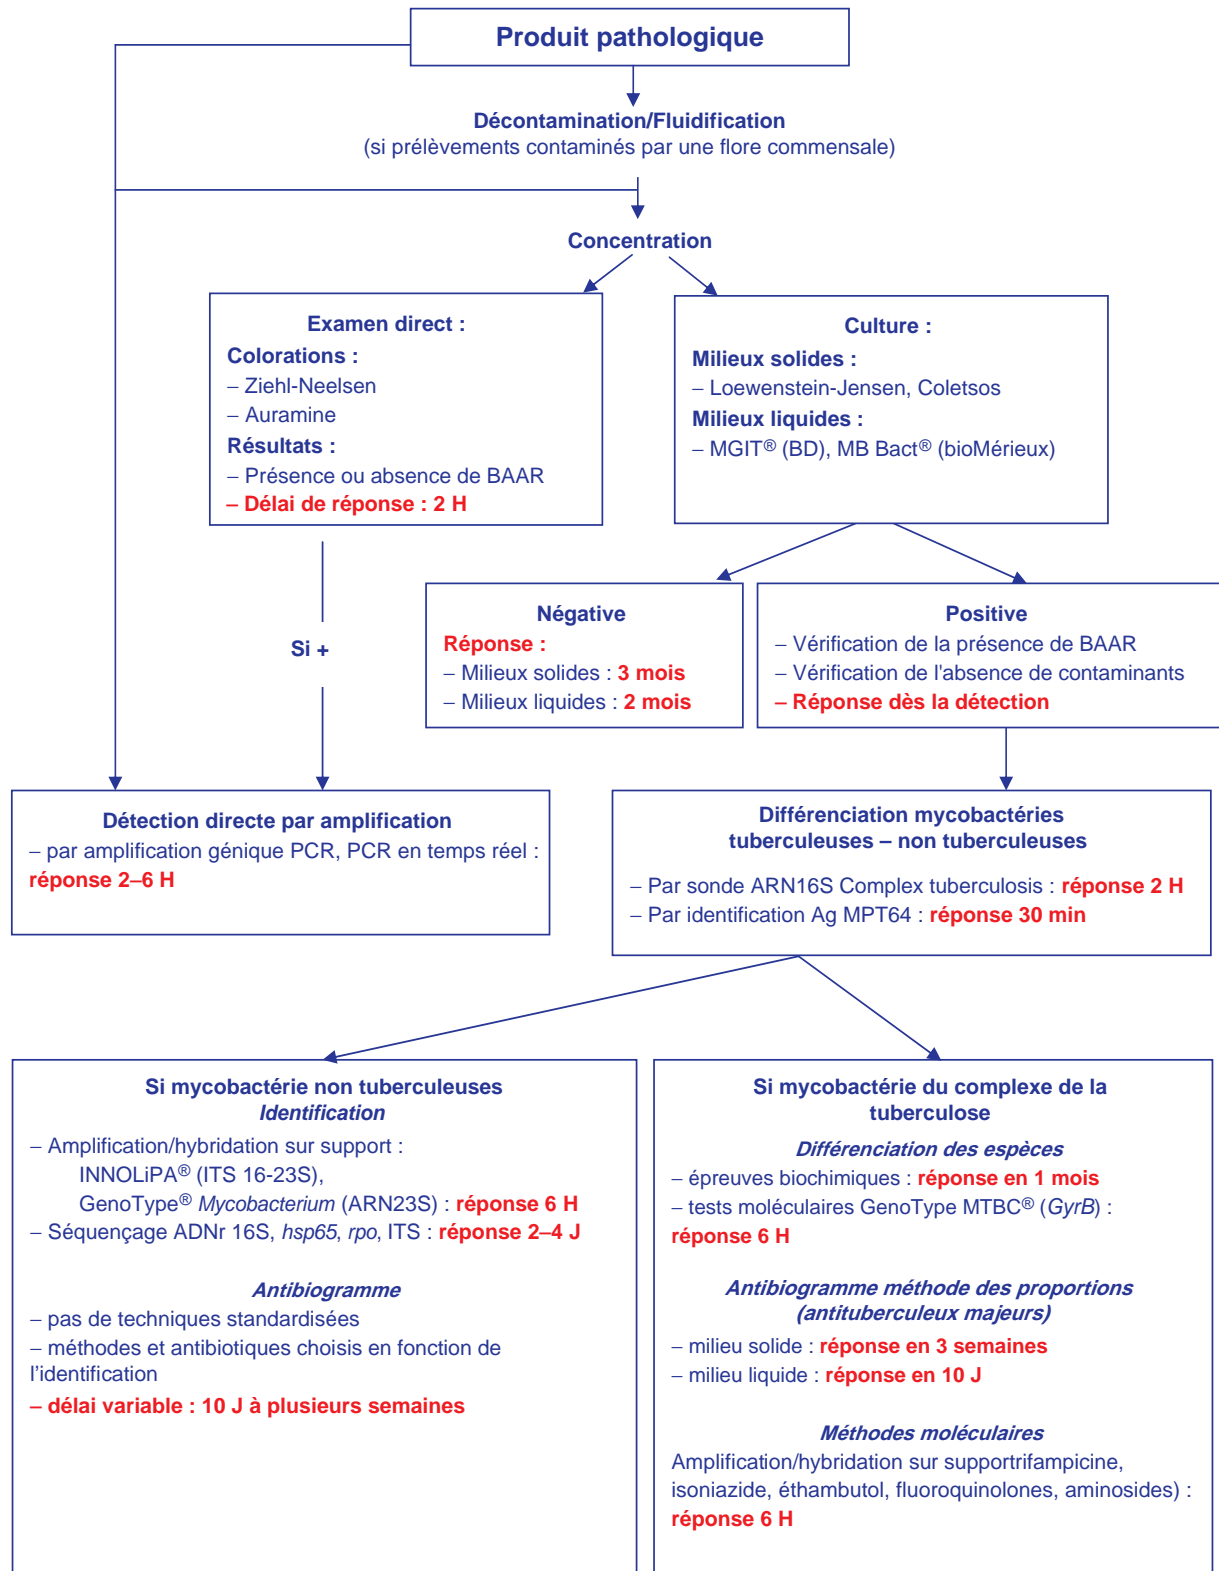 Produit pathologique
Décontamination/Fluidification
(si prélèvements contaminés par une flore commensale)
Concentration
Examen direct :
Colorations :
– Ziehl-Neelsen
– Auramine
Résultats :
– Présence ou absence de BAAR
– Délai de réponse : 2 H
Culture :
Milieux solides :
– Loewenstein-Jensen, Coletsos
Milieux liquides :
– MGIT® (BD), MB Bact® (bioMérieux)
Si +
Négative
Réponse :
– Milieux solides : 3 mois
– Milieux liquides : 2 mois
Positive
– Vérification de la présence de BAAR
– Vérification de l'absence de contaminants
– Réponse dès la détection
Détection directe par amplification
– par amplification génique PCR, PCR en temps réel :
réponse 2–6 H
Différenciation mycobactéries
tuberculeuses – non tuberculeuses
– Par sonde ARN16S Complex tuberculosis : réponse 2 H
– Par identification Ag MPT64 : réponse 30 min
Si mycobactérie non tuberculeuses
Identification
– Amplification/hybridation sur support :
INNOLiPA® (ITS 16-23S),
GenoType® Mycobacterium (ARN23S) : réponse 6 H
– Séquençage ADNr 16S, hsp65, rpo, ITS : réponse 2–4 J
Antibiogramme
– pas de techniques standardisées
– méthodes et antibiotiques choisis en fonction de
l’identification
– délai variable : 10 J à plusieurs semaines
Si mycobactérie du complexe de la
tuberculose
Différenciation des espèces
– épreuves biochimiques : réponse en 1 mois
– tests moléculaires GenoType MTBC® (GyrB) :
réponse 6 H
Antibiogramme méthode des proportions
(antituberculeux majeurs)
– milieu solide : réponse en 3 semaines
– milieu liquide : réponse en 10 J
Méthodes moléculaires
Amplification/hybridation sur supportrifampicine,
isoniazide, éthambutol, fluoroquinolones, aminosides) :
réponse 6 H